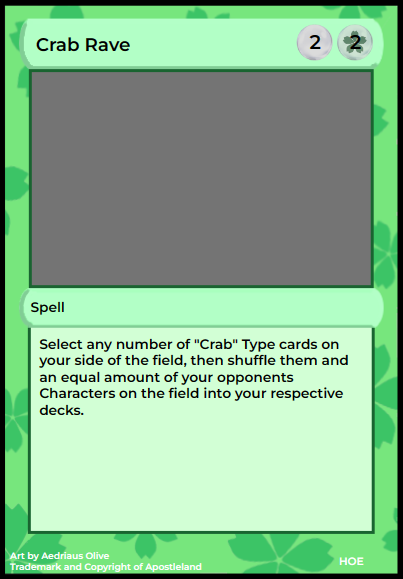 Crab Rave 2 2
Spell
Select any number of "Crab" Type cards on
your side of the field, then shuffle them and
an equal amount of your opponents
Characters on the field into your respective
decks.
Art by Aedriaus Olive
Trademark and Copyright of Apostleland
HOE